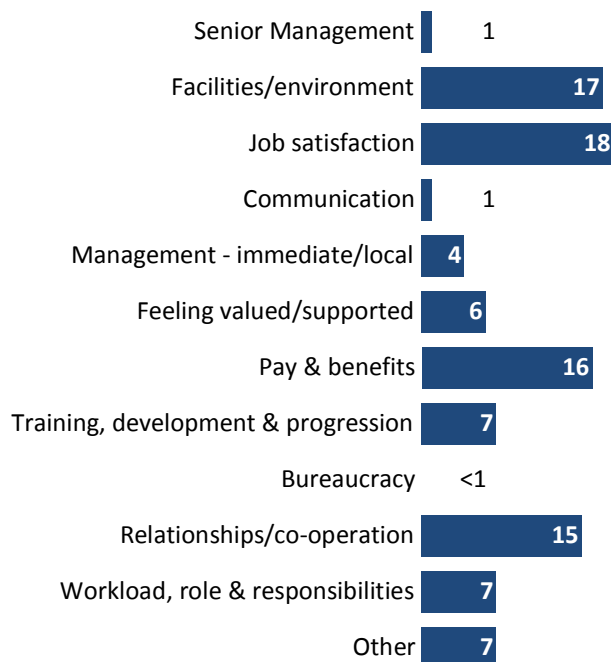 Senior Management 1
Facilities/environment 17
Job satisfaction 18
Communication 1
Management - immediate/local 4
Feeling valued/supported 6
Pay & benefits 16
Training, development & progression 7
Bureaucracy <1
Relationships/co-operation 15
Workload, role & responsibilities 7
Other 7